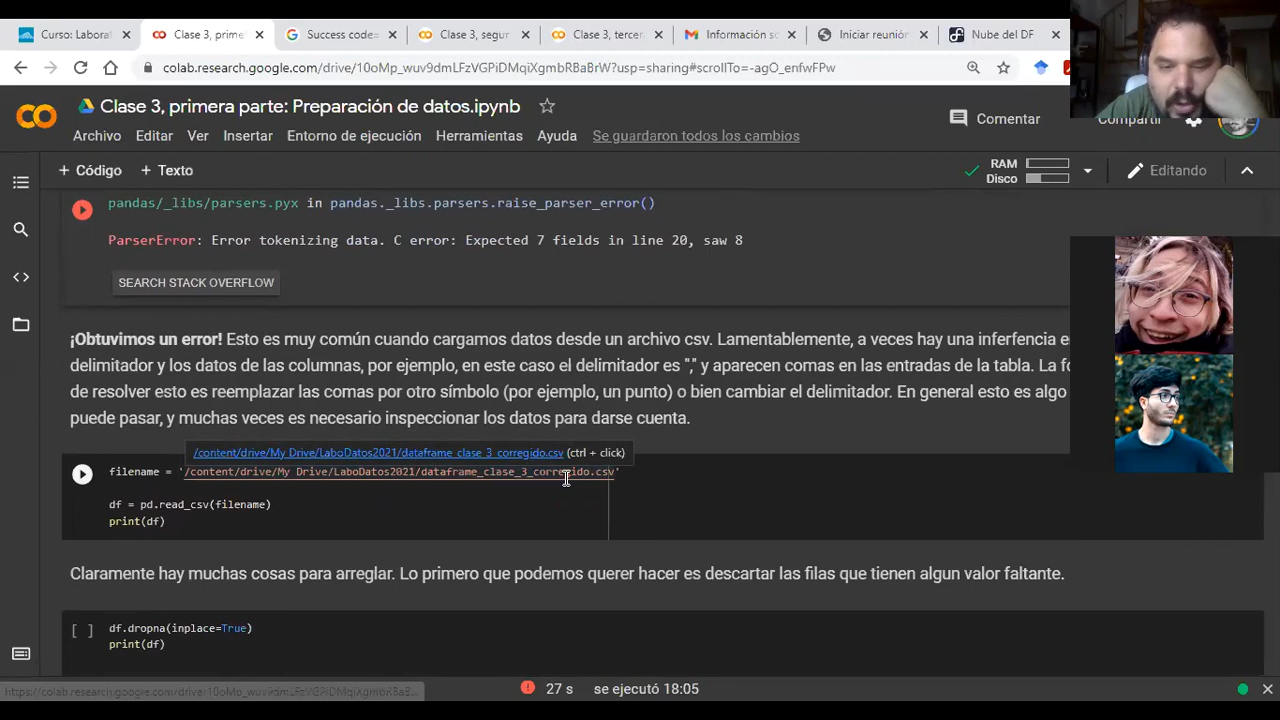 Curso: Labora
Clase 3, prime
Success code=
Clase 3, segur
Clase 3, tercer
Información sc
Iniciar reunión
Nube del DF
colab.research.google.com/drive/10oMp_wuv9dmLFzVGPiDMqiXgmbRBaBrW?usp=sharing#scrollTo=-agO_enfwFPw
Clase 3, primera parte: Preparación de datos.ipynb
Archivo Editar Ver Insertar Entorno de ejecución Herramientas Ayuda Se guardaron todos los cambios
Comentar
Compartir
+ Código + Texto
RAM
Disco
Editando
pandas/_libs/parsers.pyx in pandas._libs.parsers.raise_parser_error()
ParserError: Error tokenizing data. C error: Expected 7 fields in line 20, saw 8
SEARCH STACK OVERFLOW
¡Obtuvimos un error! Esto es muy común cuando cargamos datos desde un archivo csv. Lamentablemente, a veces hay una inferfencia e
delimitador y los datos de las columnas, por ejemplo, en este caso el delimitador es "," y aparecen comas en las entradas de la tabla. La fo
de resolver esto es reemplazar las comas por otro símbolo (por ejemplo, un punto) o bien cambiar el delimitador. En general esto es algo
puede pasar, y muchas veces es necesario inspeccionar los datos para darse cuenta.
/content/drive/My Drive/LaboDatos2021/dataframe_clase_3_corregido.csv (ctrl + click)
filename = '/content/drive/My Drive/LaboDatos2021/dataframe_clase_3_corregido.csv'
df = pd.read_csv(filename)
print(df)
Claramente hay muchas cosas para arreglar. Lo primero que podemos querer hacer es descartar las filas que tienen algun valor faltante.
[ ] df.dropna(inplace=True)
print(df)
https://colab.research.google.com/drive/10oMp_wuv9dmLFzVGPiDMqiXgmbRBaB...
27 s se ejecutó 18:05